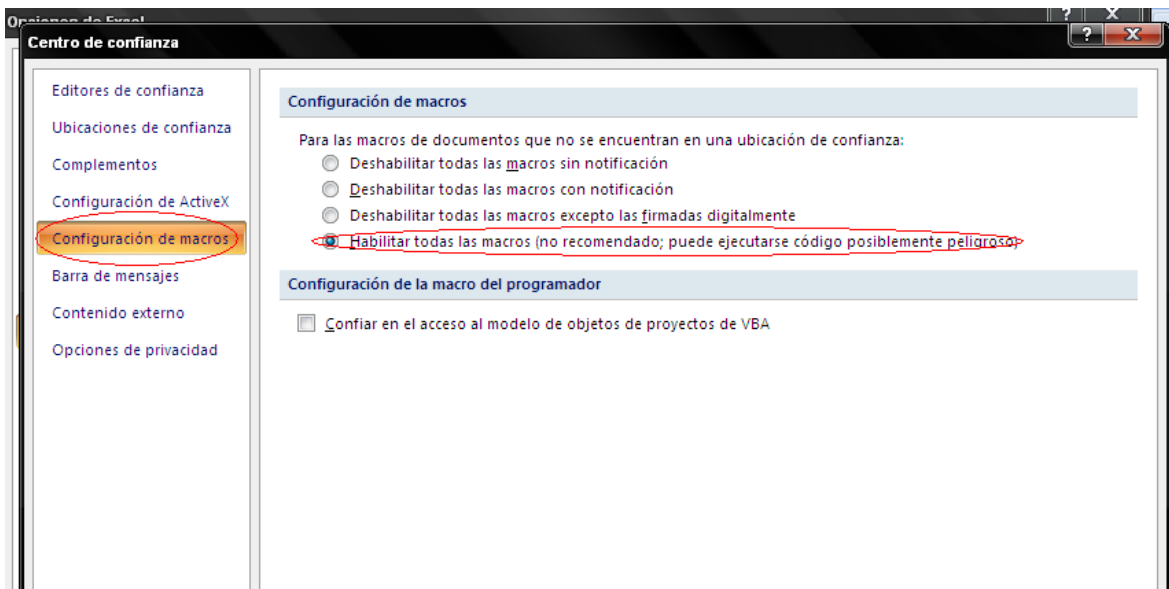 Opciones de Excel
Centro de confianza
Editores de confianza
Ubicaciones de confianza
Complementos
Configuración de ActiveX
Configuración de macros
Barra de mensajes
Contenido externo
Opciones de privacidad
Configuración de macros
Para las macros de documentos que no se encuentran en una ubicación de confianza:
Deshabilitar todas las macros sin notificación
Deshabilitar todas las macros con notificación
Deshabilitar todas las macros excepto las firmadas digitalmente
Habilitar todas las macros (no recomendado; puede ejecutarse código posiblemente peligroso)
Configuración de la macro del programador
Confiar en el acceso al modelo de objetos de proyectos de VBA